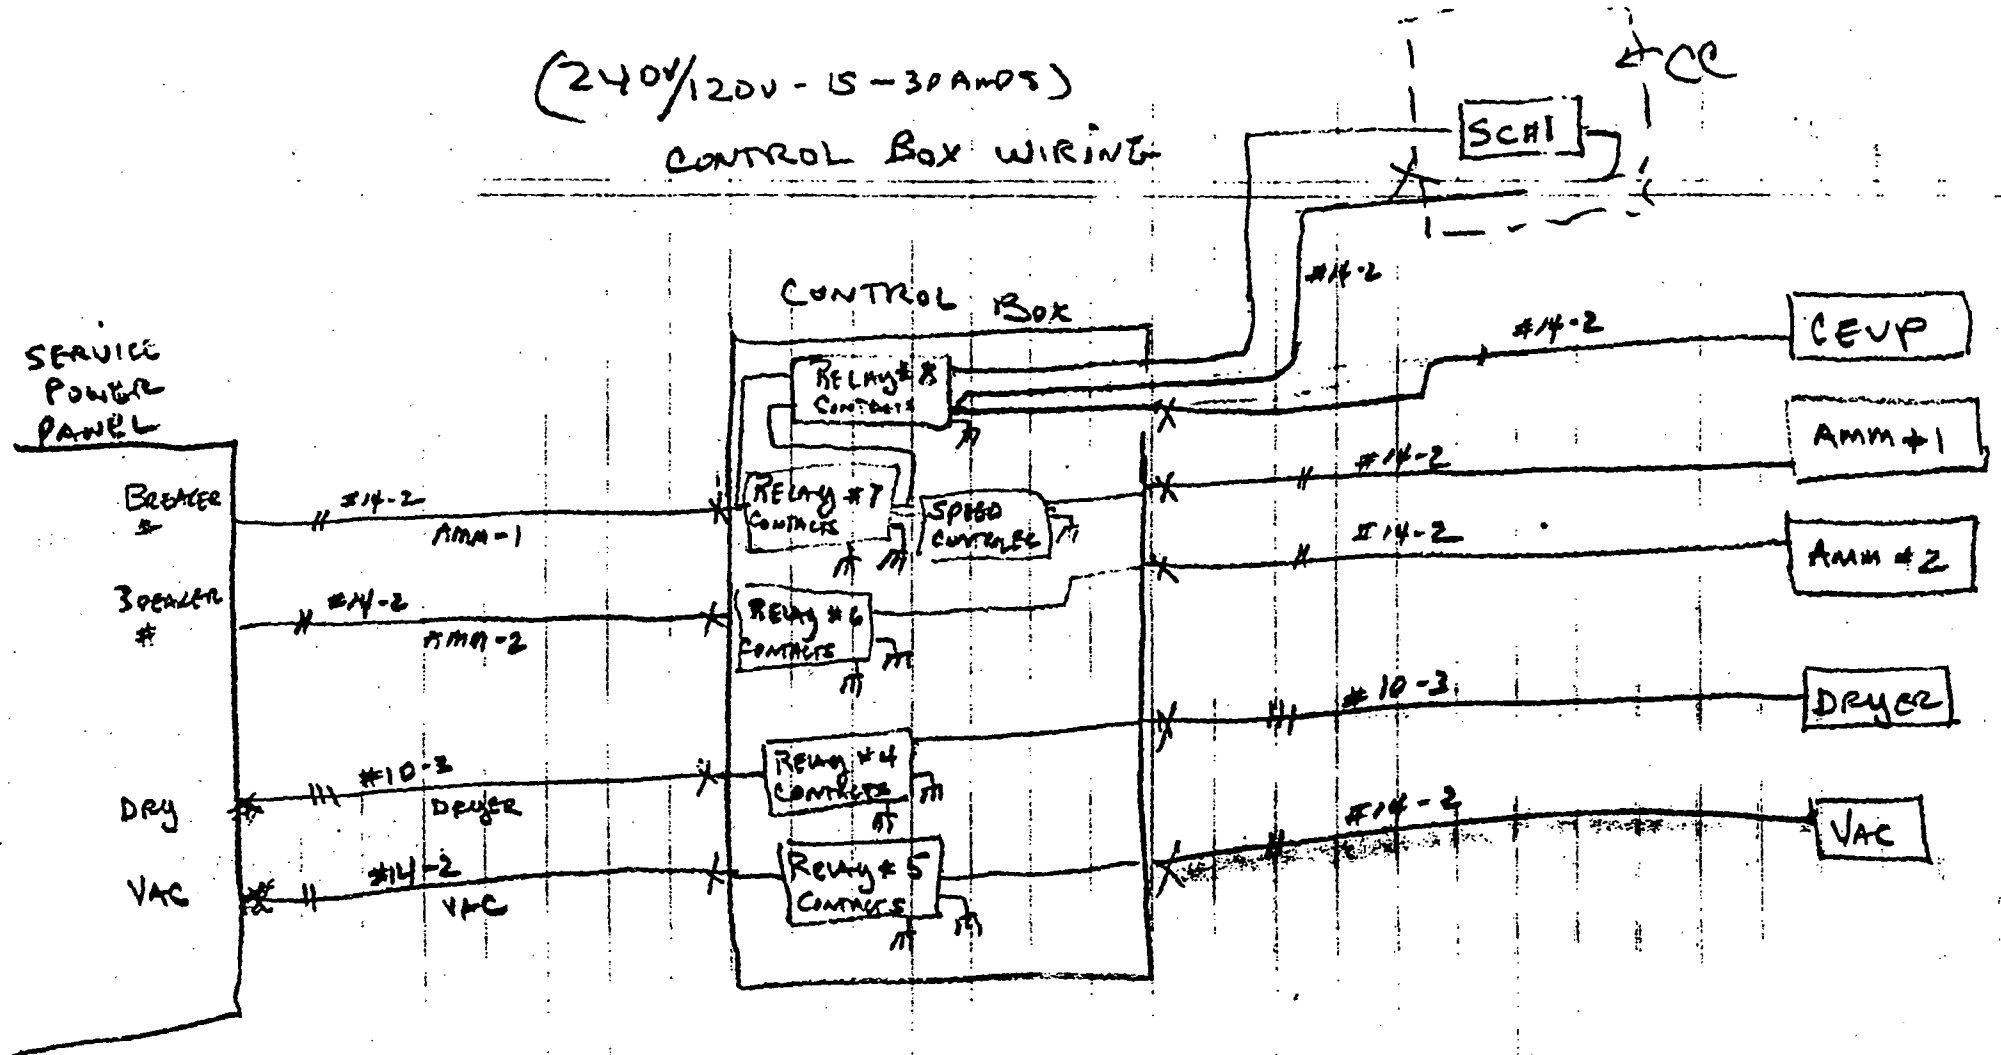 (240V/120V - 15 - 30 AMPS)
CONTROL BOX WIRING
CC
SCH1
#14-2
CONTROL BOX
SERVICE
POWER
PANEL
RELAY # 8
CONTACTS
#14-2
CEVP
#14-2
AMM #1
BREAKER
#
#14-2
AMM-1
RELAY #7
CONTACTS
SPEED
#14-2
AMM #2
BREAKER
#
#14-2
AMM-2
RELAY #6
CONTACTS
#10-3
DRYER
DRY
#10-3
DRYER
RELAY #4
CONTACTS
#14-2
VAC
VAC
#14-2
VAC
RELAY #5
CONTACTS